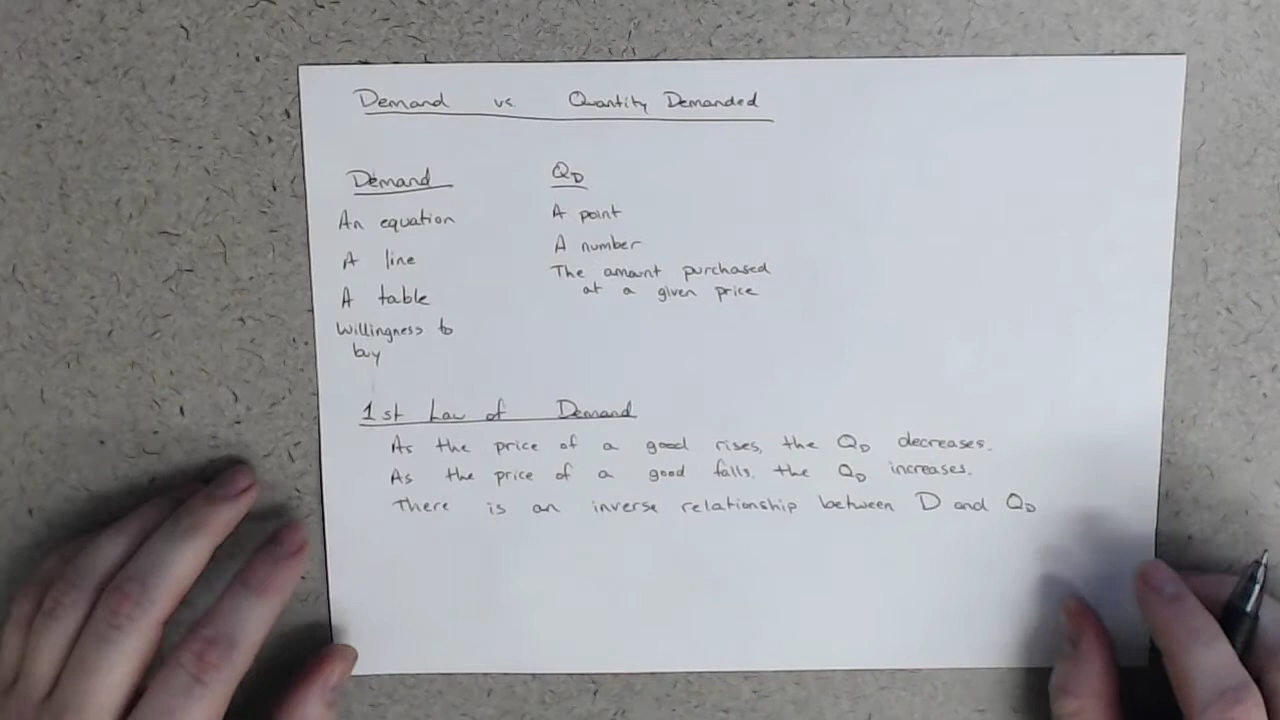 Demand vs Quantity Demanded
Demand
An equation
A line
A table
Willingness to
buy
QD
A point
A number
The amount purchased
at a given price
1st Law of Demand
As the price of a good rises, the QD decreases.
As the price of a good falls, the QD increases.
There is an inverse relationship between D and QD